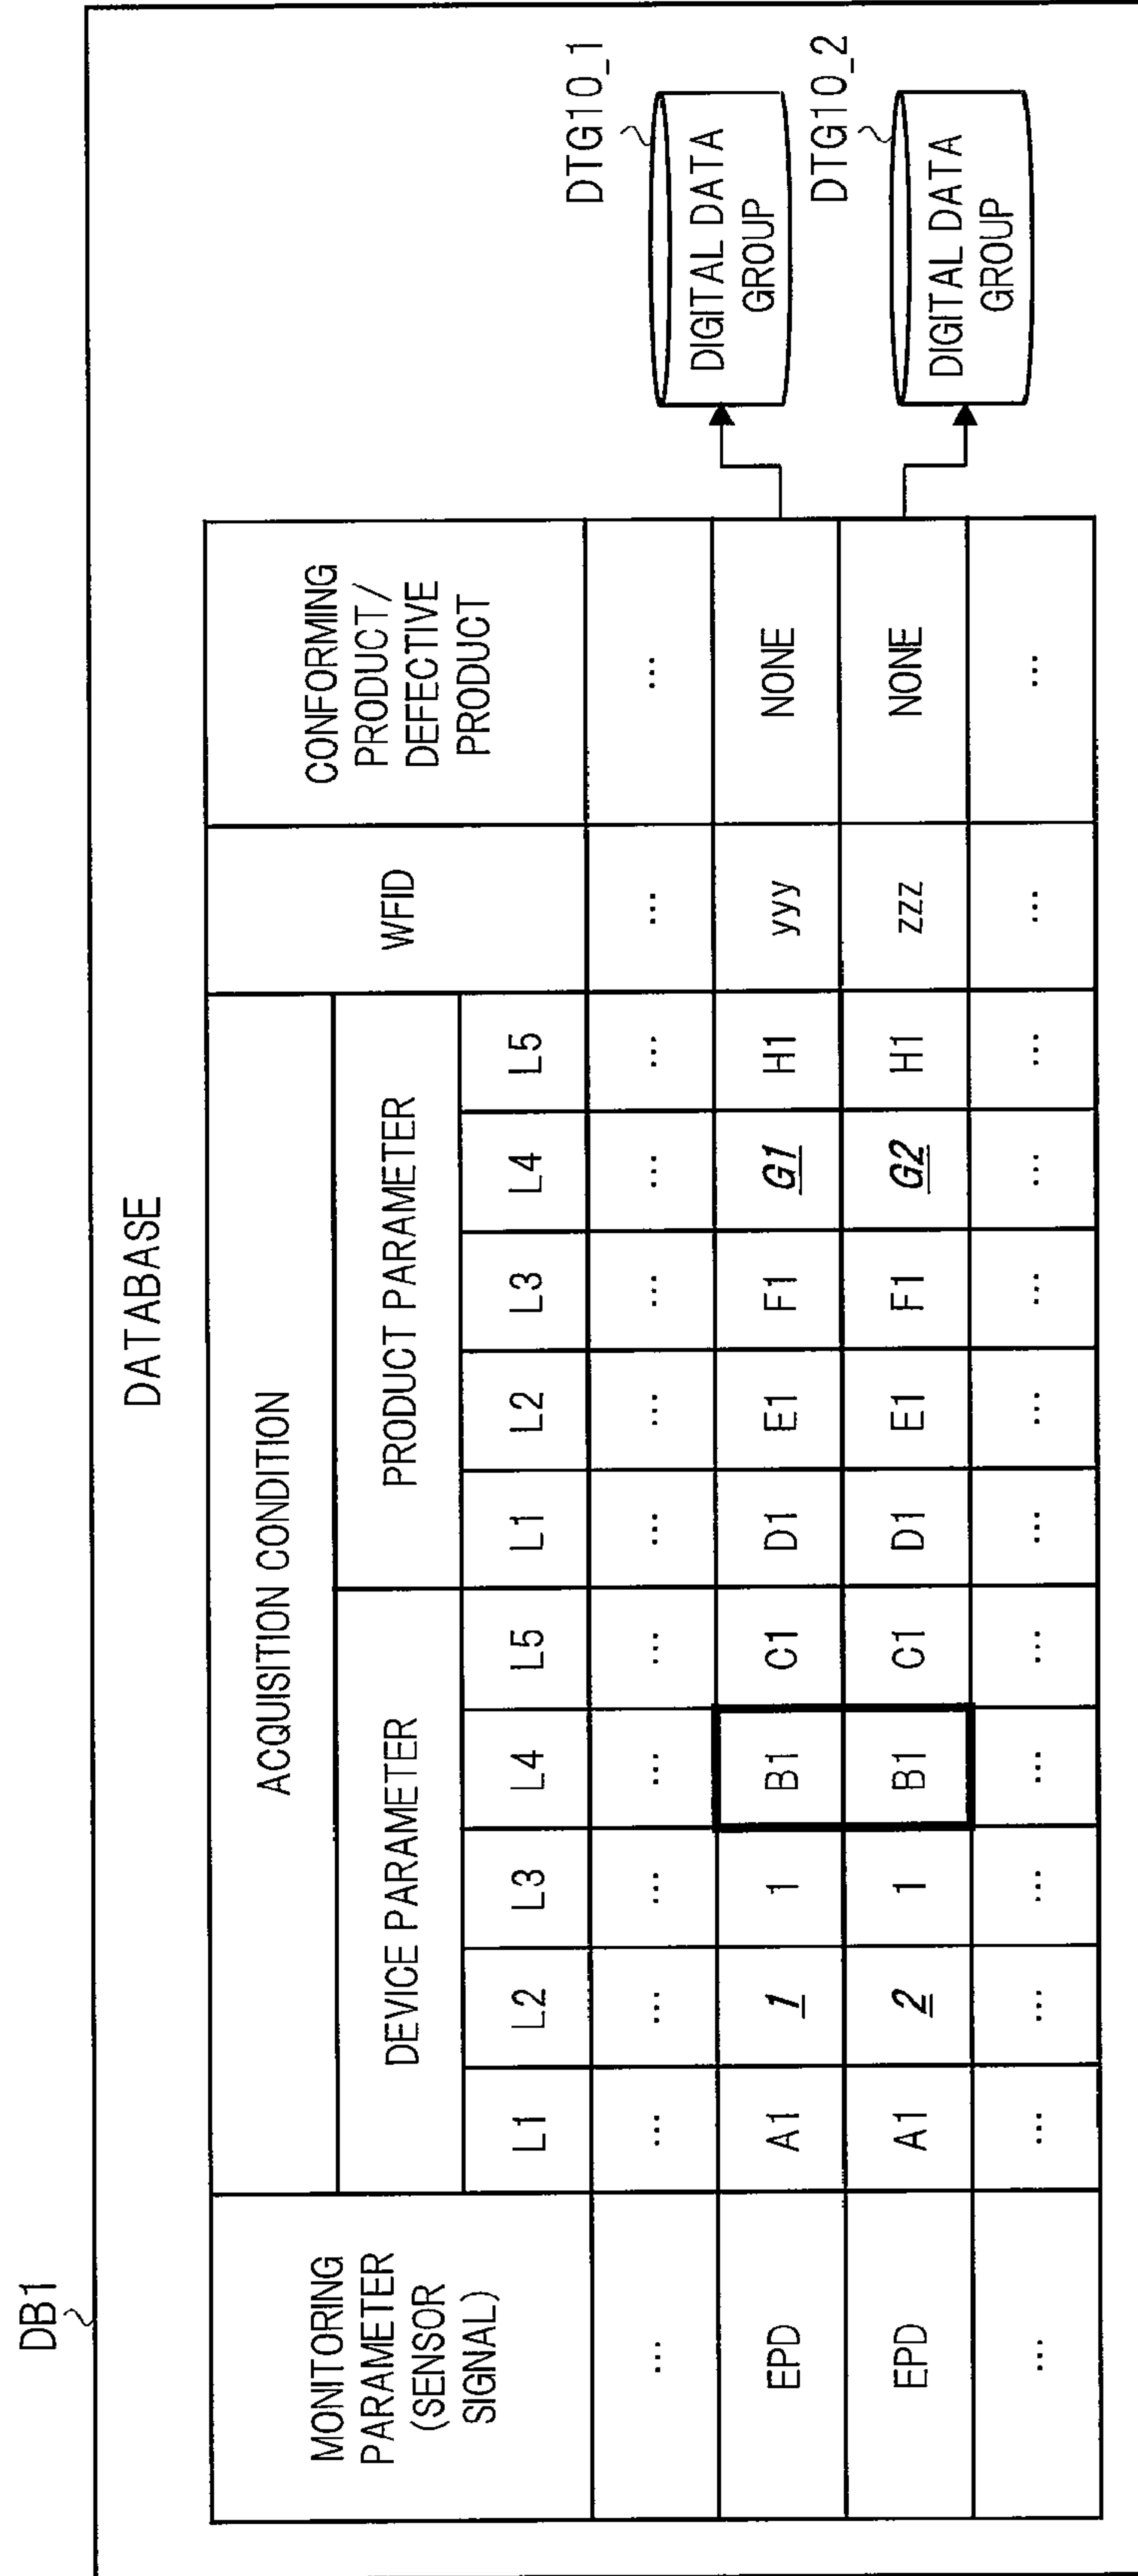 DB1
DATABASE
MONITORING
PARAMETER
(SENSOR
SIGNAL)
ACQUISITION CONDITION
WFID
CONFORMING
PRODUCT/
DEFECTIVE
PRODUCT
DEVICE PARAMETER
PRODUCT PARAMETER
L1 L2 L3 L4 L5 L1 L2 L3 L4 L5
... ... ... ... ... ... ... ... ... ... ... ... ...
EPD A1 1 1 B1 C1 D1 E1 F1 G1 H1 yyy NONE
EPD A1 2 1 B1 C1 D1 E1 F1 G2 H1 zzz NONE
... ... ... ... ... ... ... ... ... ... ... ... ...
DTG10_1
DIGITAL DATA
GROUP
DTG10_2
DIGITAL DATA
GROUP